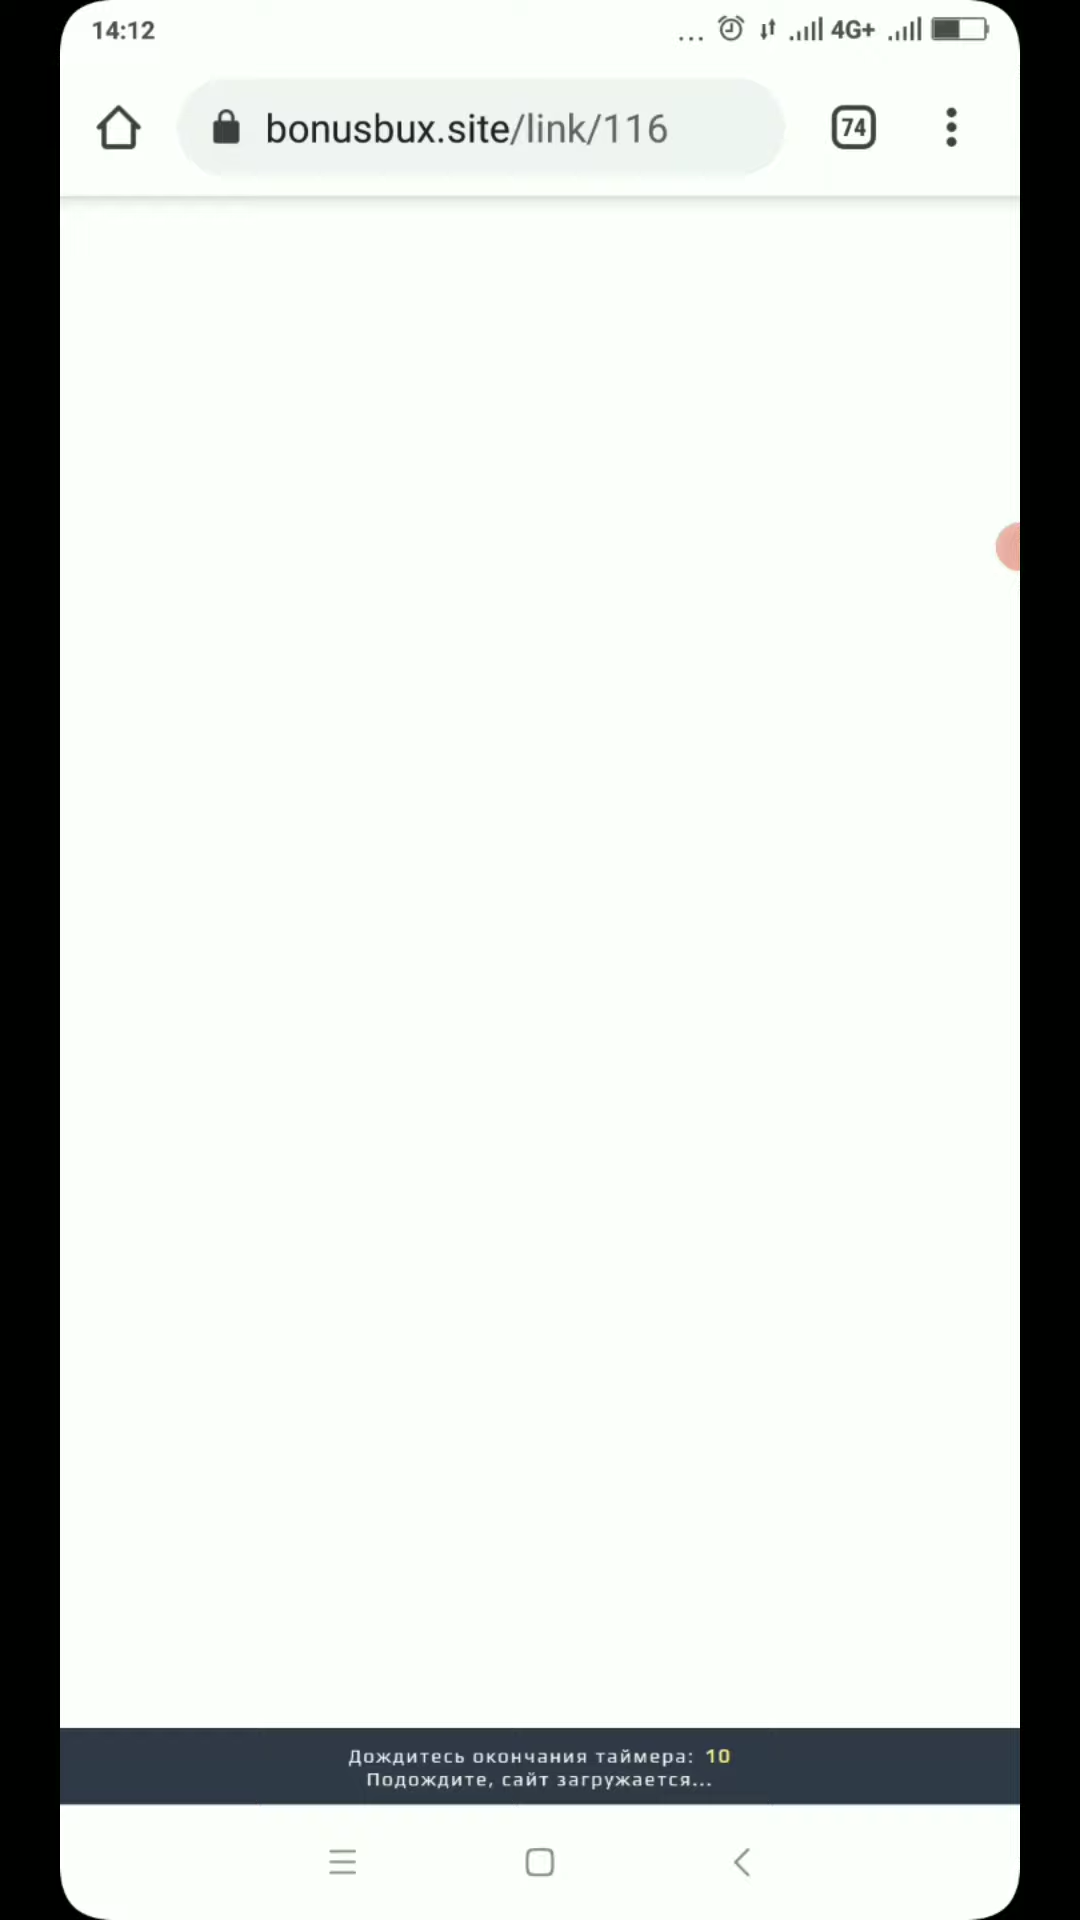 14:12
... 4G+
bonusbux.site/link/116
74
Дождитесь окончания таймера: 10
Подождите, сайт загружается...